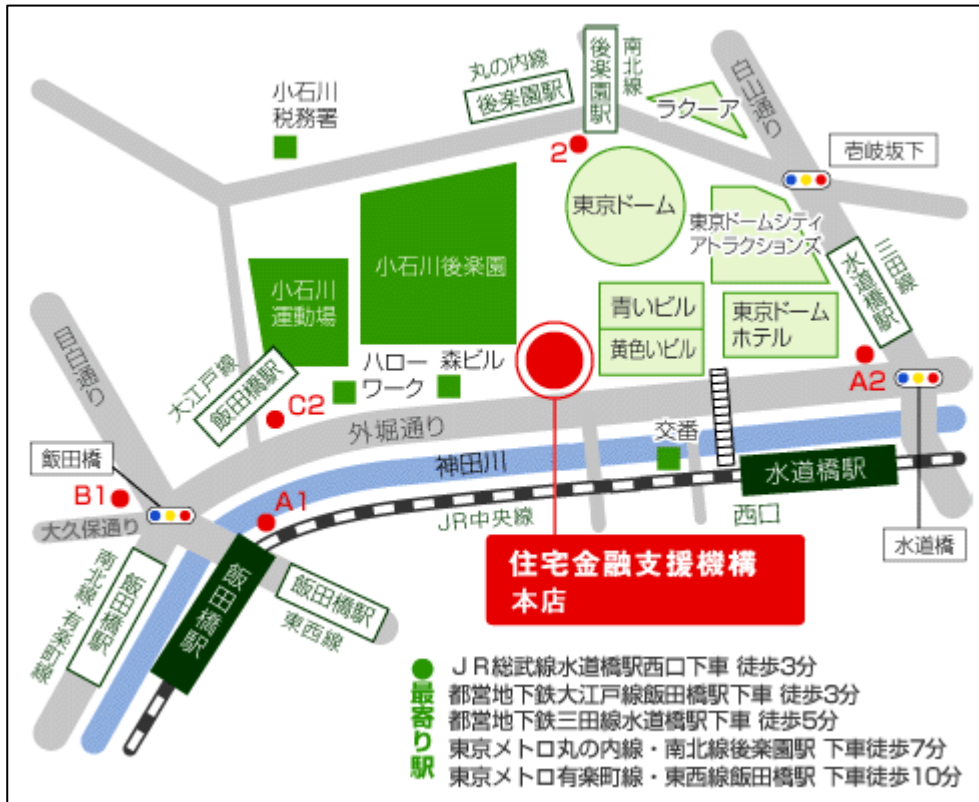 丸の内線
後楽園駅
後楽園駅
南北線
ラクーア
白山通り
小石川
税務署
2
壱岐坂下
東京ドーム
東京ドームシティ
アトラクションズ
小石川後楽園
三田線
水道橋駅
小石川
運動場
青いビル
黄色いビル
東京ドーム
ホテル
目白通り
大江戸線
飯田橋駅
ハロー
ワーク
森ビル
A2
C2
外堀通り
交番
飯田橋
神田川
水道橋駅
B1
A1
大久保通り
JR中央線
西口
水道橋
南北線・有楽町線
飯田橋駅
飯田橋駅
飯田橋駅
東西線
住宅金融支援機構
本店
最寄り駅
JR総武線水道橋駅西口下車 徒歩3分
都営地下鉄大江戸線飯田橋駅下車 徒歩3分
都営地下鉄三田線水道橋駅下車 徒歩5分
東京メトロ丸の内線・南北線後楽園駅 下車徒歩7分
東京メトロ有楽町線・東西線飯田橋駅 下車徒歩10分